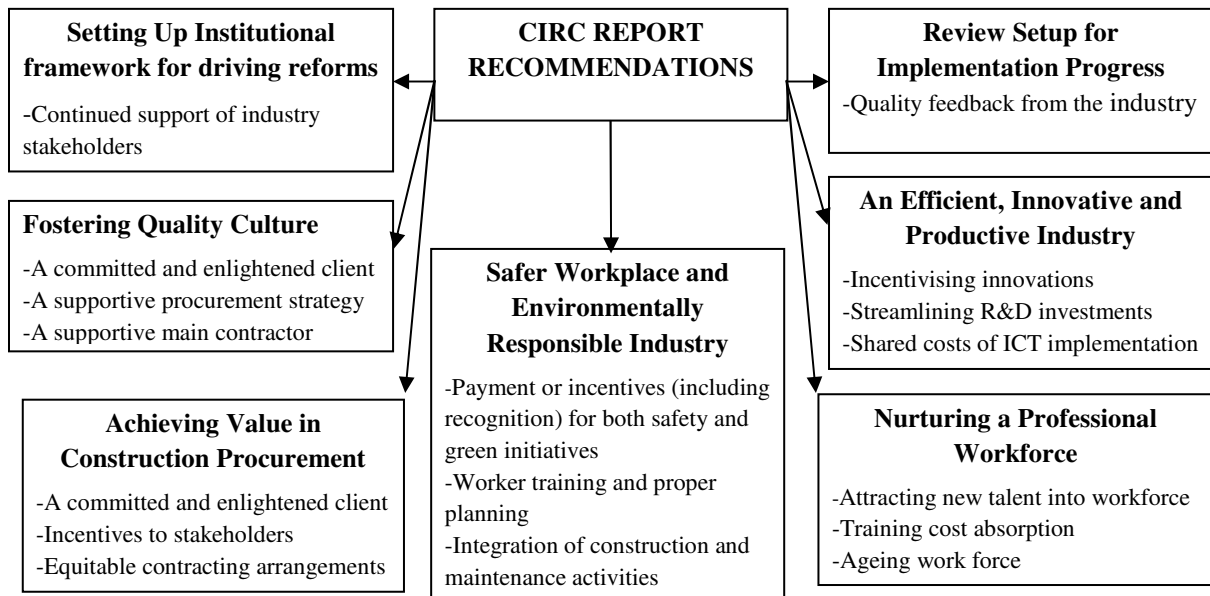 CIRC REPORT
RECOMMENDATIONS
Setting Up Institutional
framework for driving reforms
-Continued support of industry
stakeholders
Fostering Quality Culture
-A committed and enlightened client
-A supportive procurement strategy
-A supportive main contractor
Achieving Value in
Construction Procurement
-A committed and enlightened client
-Incentives to stakeholders
-Equitable contracting arrangements
Safer Workplace and
Environmentally
Responsible Industry
-Payment or incentives (including
recognition) for both safety and
green initiatives
-Worker training and proper
planning
-Integration of construction and
maintenance activities
Review Setup for
Implementation Progress
-Quality feedback from the industry
An Efficient, Innovative and
Productive Industry
-Incentivising innovations
-Streamlining R&D investments
-Shared costs of ICT implementation
Nurturing a Professional
Workforce
-Attracting new talent into workforce
-Training cost absorption
-Ageing work force